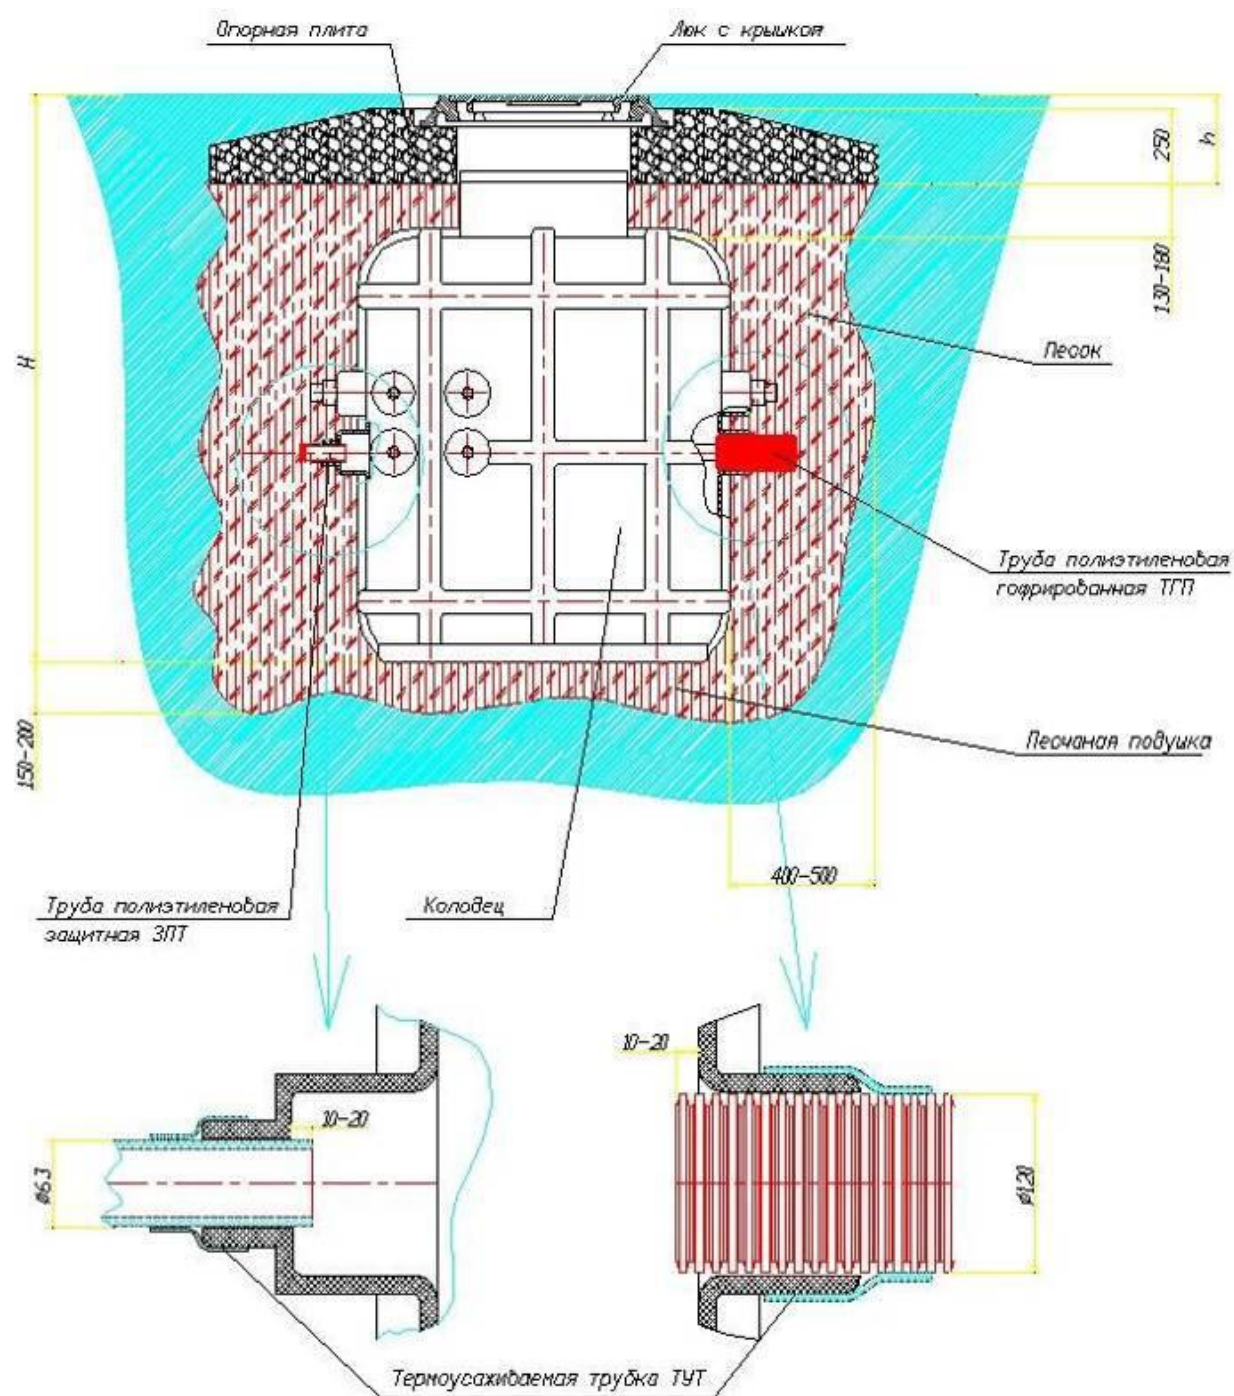 Опорная плита
Люк с крышкой
250
h
130-180
H
Песок
Труба полиэтиленовая
гофрированная ТГП
Песчаная подушка
150-200
400-500
Труба полиэтиленовая
защитная ЗПТ
Колодец
10-20
10-20
Ø63
Ø120
Термоусаживаемая трубка ТУТ